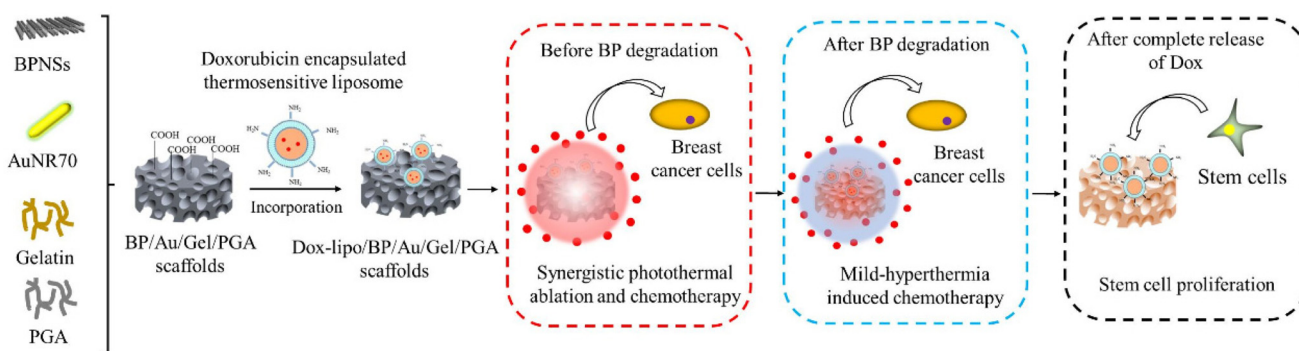 BPNSs
AuNR70
Gelatin
PGA
COOH
COOH
COOH
COOH
BP/Au/Gel/PGA
scaffolds
Doxorubicin encapsulated
thermosensitive liposome
NH₂
H₂N
NH₂
NH₂
NH₂
NH₂
Incorporation
Dox-lipo/BP/Au/Gel/PGA
scaffolds
Before BP degradation
Breast
cancer cells
Synergistic photothermal
ablation and chemotherapy
After BP degradation
Breast
cancer cells
Mild-hyperthermia
induced chemotherapy
After complete release
of Dox
Stem cells
Stem cell proliferation